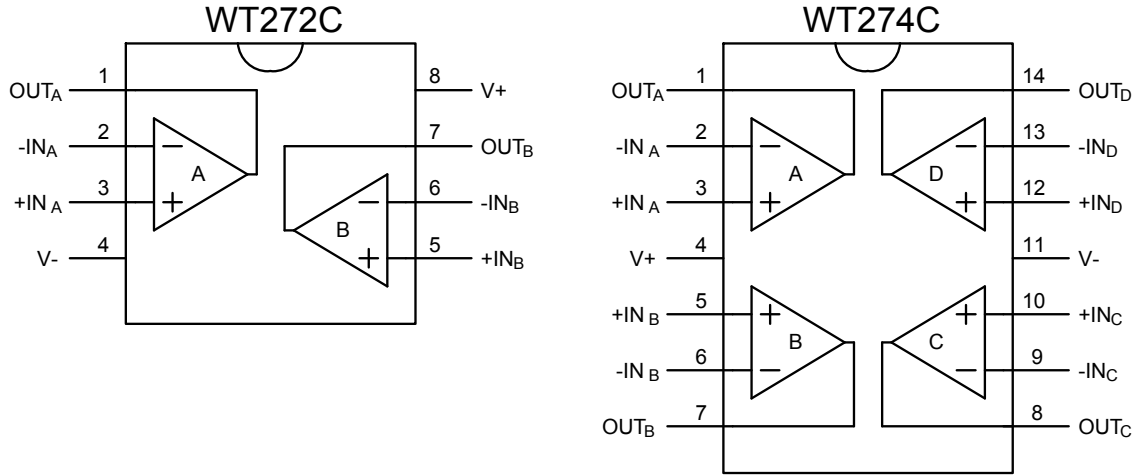 WT272C
OUTA 1 8 V+
-INA 2 7 OUTB
A
+INA 3 6 -INB
B
V- 4 5 +INB
WT274C
OUTA 1 14 OUTD
-IN A 2 13 -IND
A D
+IN A 3 12 +IND
V+ 4 11 V-
+IN B 5 10 +INC
B C
-IN B 6 9 -INC
OUTB 7 8 OUTC